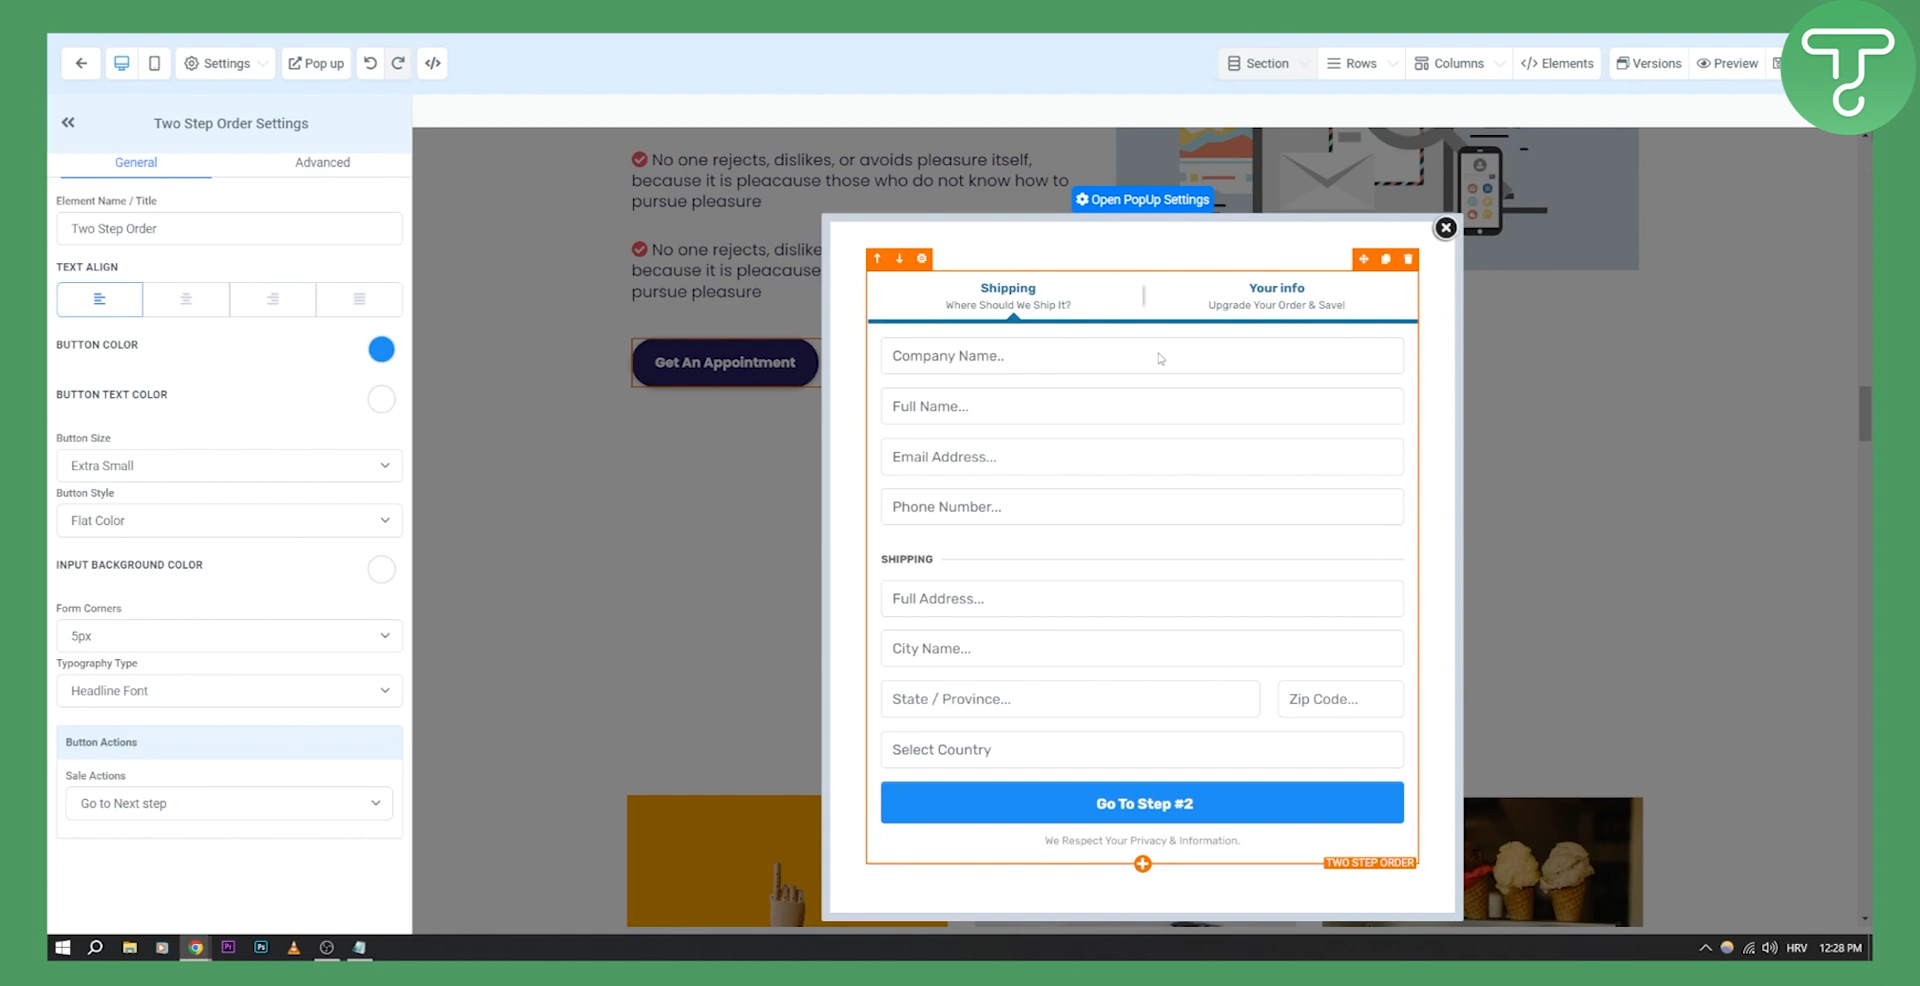 Settings
Pop up
Section
Rows
Columns
</> Elements
Versions
Preview
Two Step Order Settings
General
Advanced
Element Name / Title
Two Step Order
TEXT ALIGN
BUTTON COLOR
BUTTON TEXT COLOR
Button Size
Extra Small
Button Style
Flat Color
INPUT BACKGROUND COLOR
Form Corners
5px
Typography Type
Headline Font
Button Actions
Sale Actions
Go to Next step
No one rejects, dislikes, or avoids pleasure itself,
because it is pleacause those who do not know how to
pursue pleasure
No one rejects, dislike
because it is pleacause
pursue pleasure
Get An Appointment
Open PopUp Settings
Shipping
Where Should We Ship It?
Your info
Upgrade Your Order & Save!
Company Name..
Full Name...
Email Address...
Phone Number...
SHIPPING
Full Address...
City Name...
State / Province...
Zip Code...
Select Country
Go To Step #2
We Respect Your Privacy & Information.
TWO STEP ORDER
Pr
Ps
HRV
12:28 PM